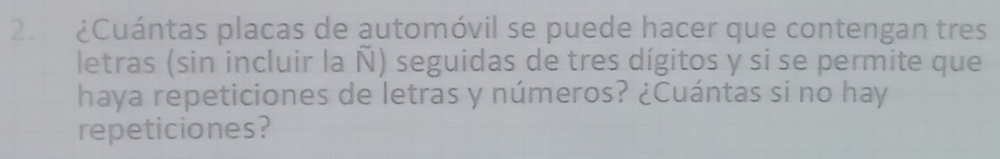 2. ¿Cuántas placas de automóvil se puede hacer que contengan tres
letras (sin incluir la Ñ) seguidas de tres dígitos y si se permite que
haya repeticiones de letras y números? ¿Cuántas si no hay
repeticiones?